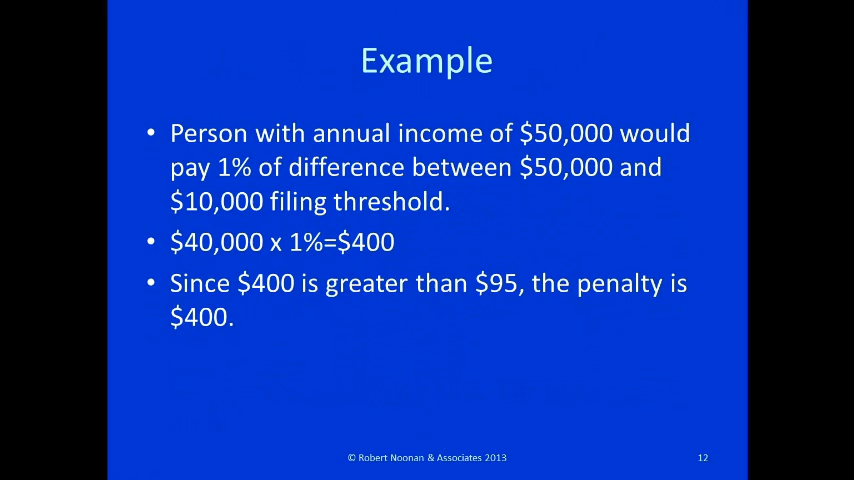 Example
• Person with annual income of $50,000 would
pay 1% of difference between $50,000 and
$10,000 filing threshold.
• $40,000 x 1%=$400
• Since $400 is greater than $95, the penalty is
$400.
© Robert Noonan & Associates 2013
12